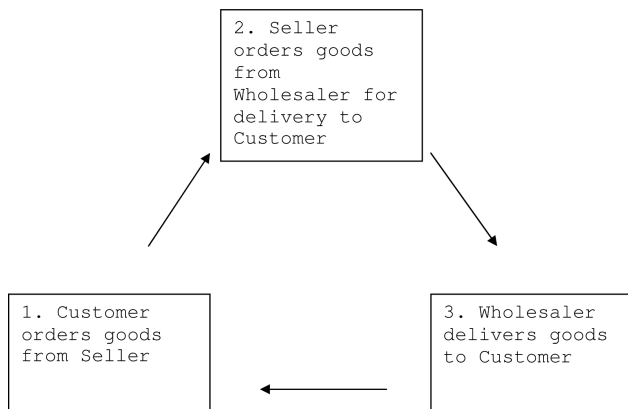 2. Seller
orders goods
from
Wholesaler for
delivery to
Customer
1. Customer
orders goods
from Seller
3. Wholesaler
delivers goods
to Customer